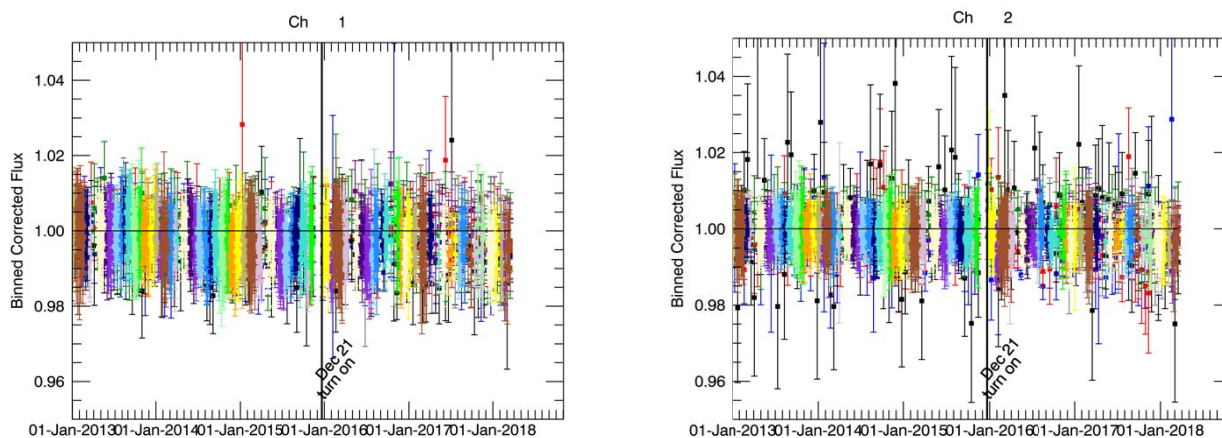 Ch 1
1.04
1.02
1.00
0.98
0.96
Binned Corrected Flux
Dec 21
turn on
01-Jan-2013
01-Jan-2014
01-Jan-2015
01-Jan-2016
01-Jan-2017
01-Jan-2018
Ch 2
1.04
1.02
1.00
0.98
0.96
Binned Corrected Flux
Dec 21
turn on
01-Jan-2013
01-Jan-2014
01-Jan-2015
01-Jan-2016
01-Jan-2017
01-Jan-2018